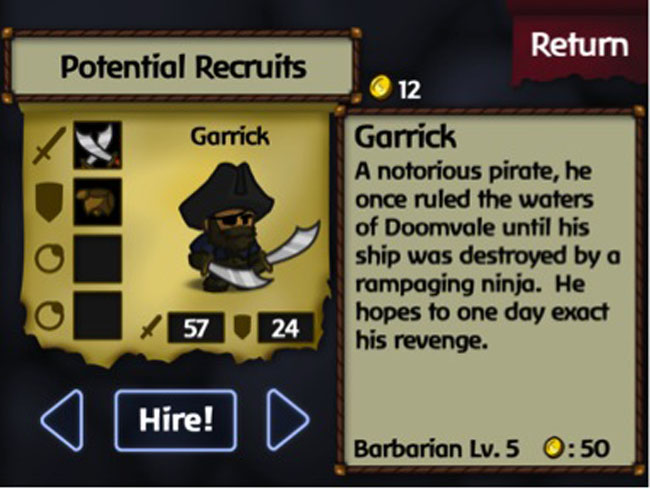 Potential Recruits
Return
12
Garrick
57
24
Hire!
Garrick
A notorious pirate, he
once ruled the waters
of Doomvale until his
ship was destroyed by a
rampaging ninja. He
hopes to one day exact
his revenge.
Barbarian Lv. 5 : 50